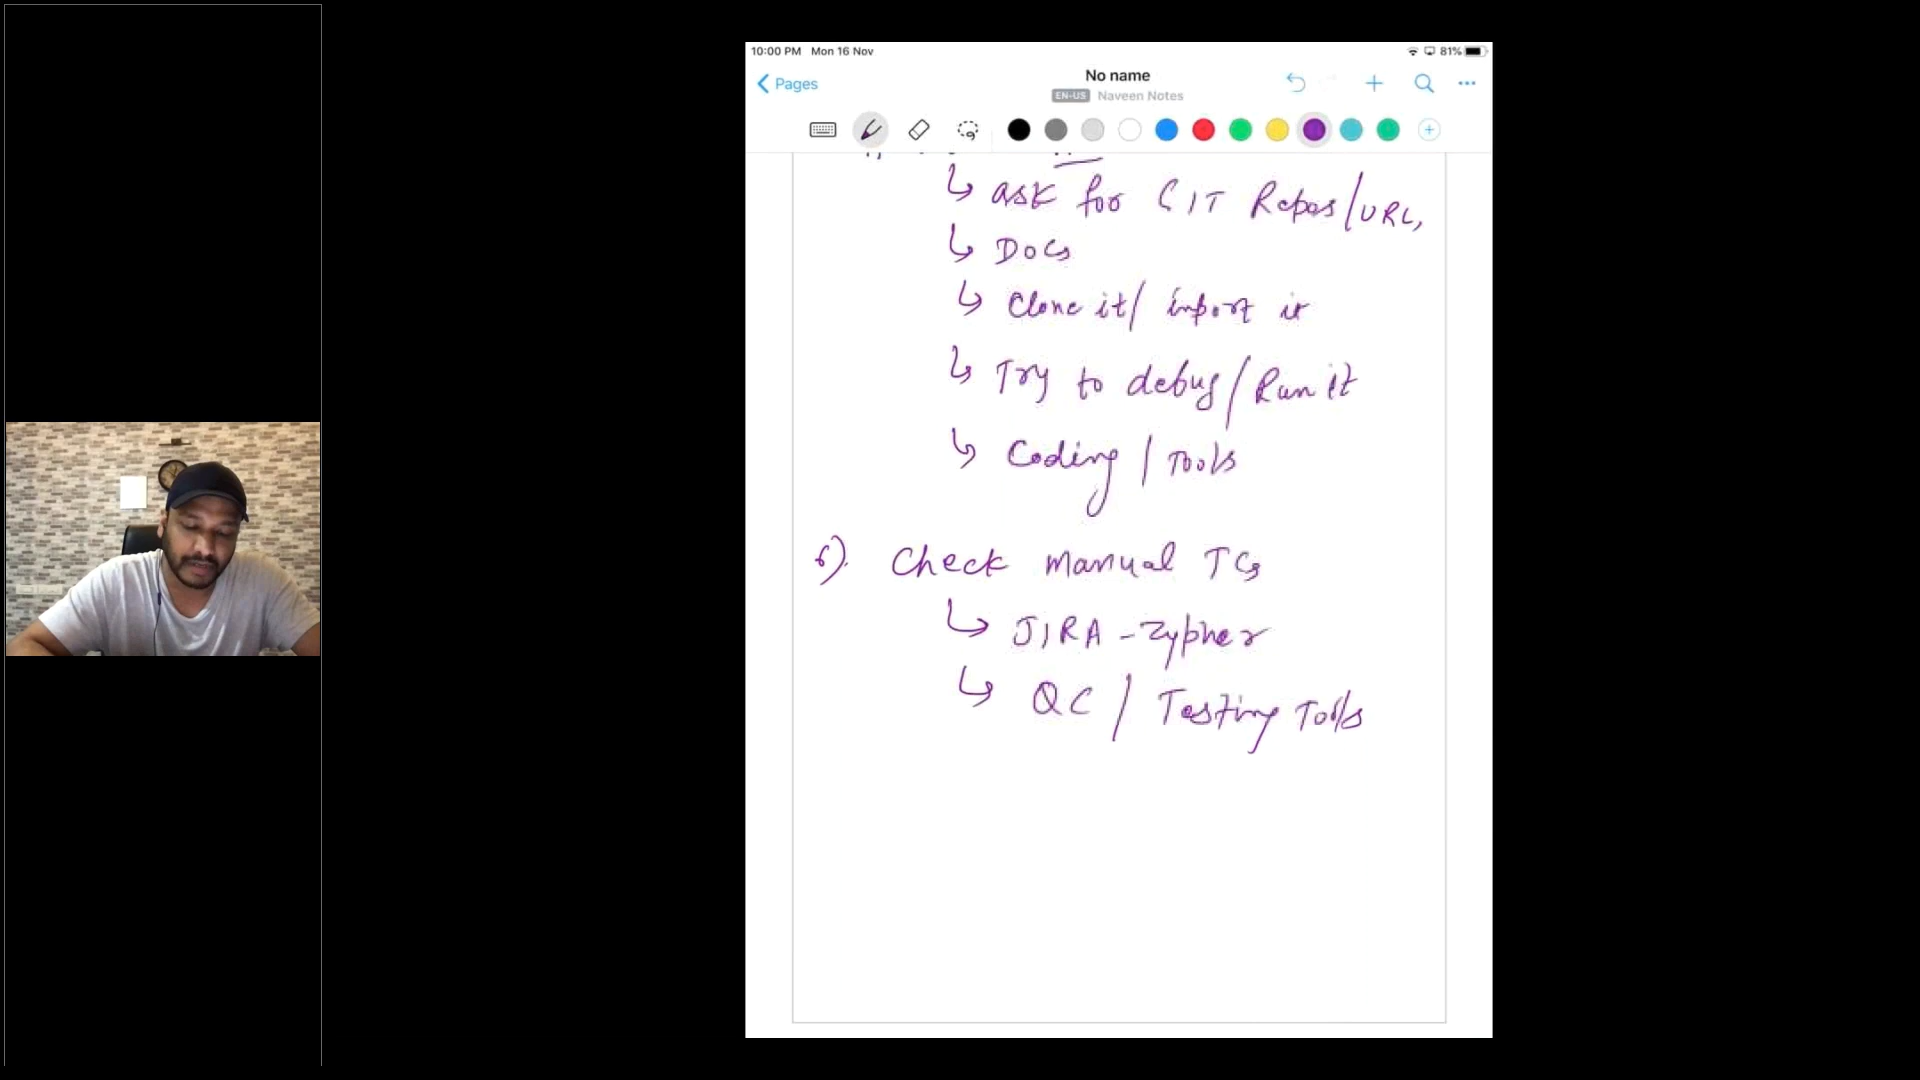 10:00 PM Mon 16 Nov
81%
Pages
No name
EN-US Naveen Notes
↳ ask for GIT Repos/URL,
↳ Docs
↳ Clone it/ import it
↳ Try to debug/Run it
↳ Coding / Tools
6). Check Manual TCs
↳ JIRA - Zypher
↳ QC / Testing Tools